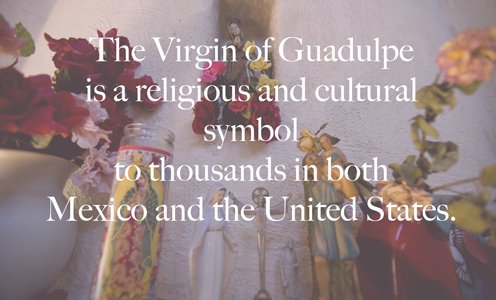 The Virgin of Guadulpe
is a religious and cultural
symbol
to thousands in both
Mexico and the United States.